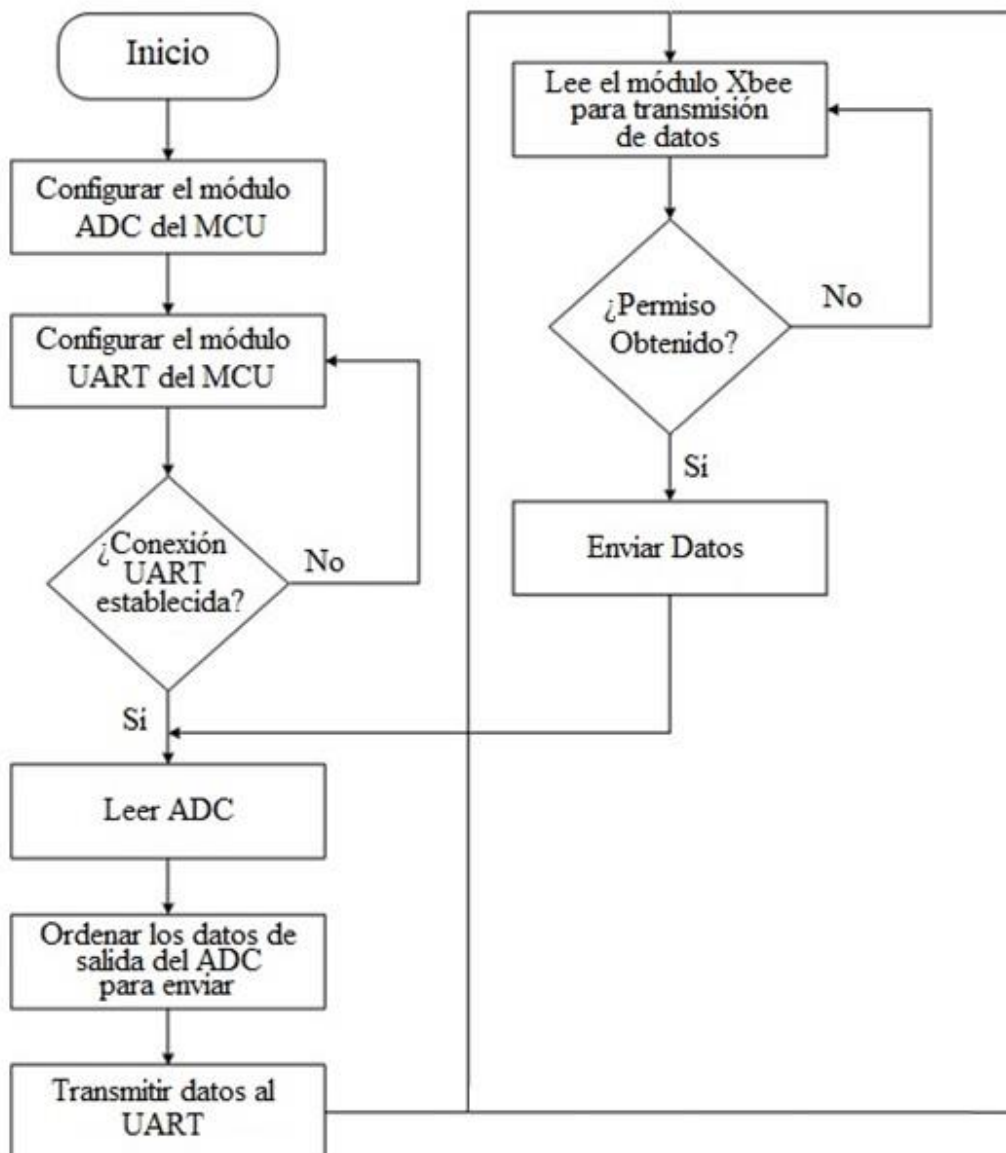 Inicio
Configurar el módulo
ADC del MCU
Configurar el módulo
UART del MCU
¿Conexión
UART
establecida?
No
Sí
Leer ADC
Ordenar los datos de
salida del ADC
para enviar
Transmitir datos al
UART
Lee el módulo Xbee
para transmisión
de datos
¿Permiso
Obtenido?
No
Sí
Enviar Datos